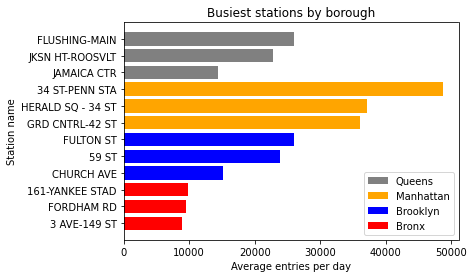 Busiest stations by borough
Station name
FLUSHING-MAIN
JKSN HT-ROOSVLT
JAMAICA CTR
34 ST-PENN STA
HERALD SQ - 34 ST
GRD CNTRL-42 ST
FULTON ST
59 ST
CHURCH AVE
161-YANKEE STAD
FORDHAM RD
3 AVE-149 ST
Queens
Manhattan
Brooklyn
Bronx
0 10000 20000 30000 40000 50000
Average entries per day